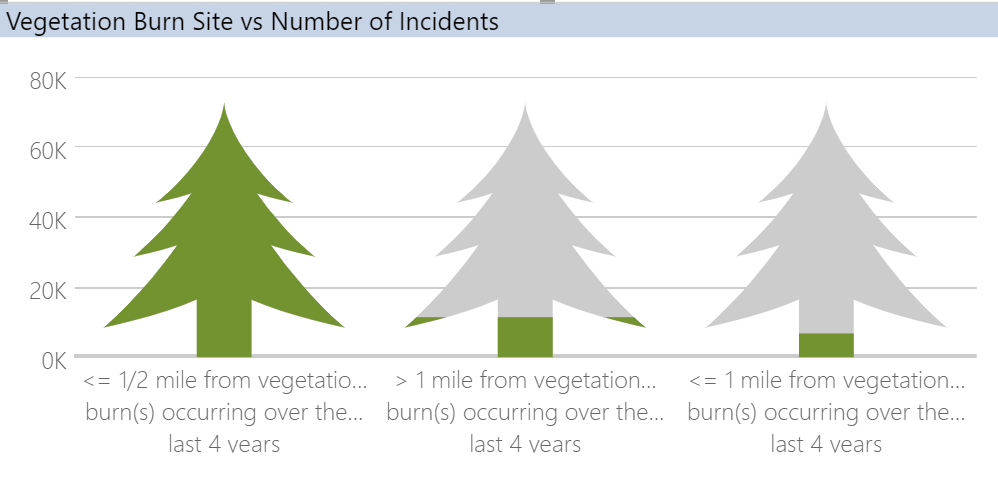 Vegetation Burn Site vs Number of Incidents
80K
60K
40K
20K
0K
<= 1/2 mile from vegetatio...
burn(s) occurring over the...
last 4 years
> 1 mile from vegetation...
burn(s) occurring over the...
last 4 years
<= 1 mile from vegetation...
burn(s) occurring over the...
last 4 years